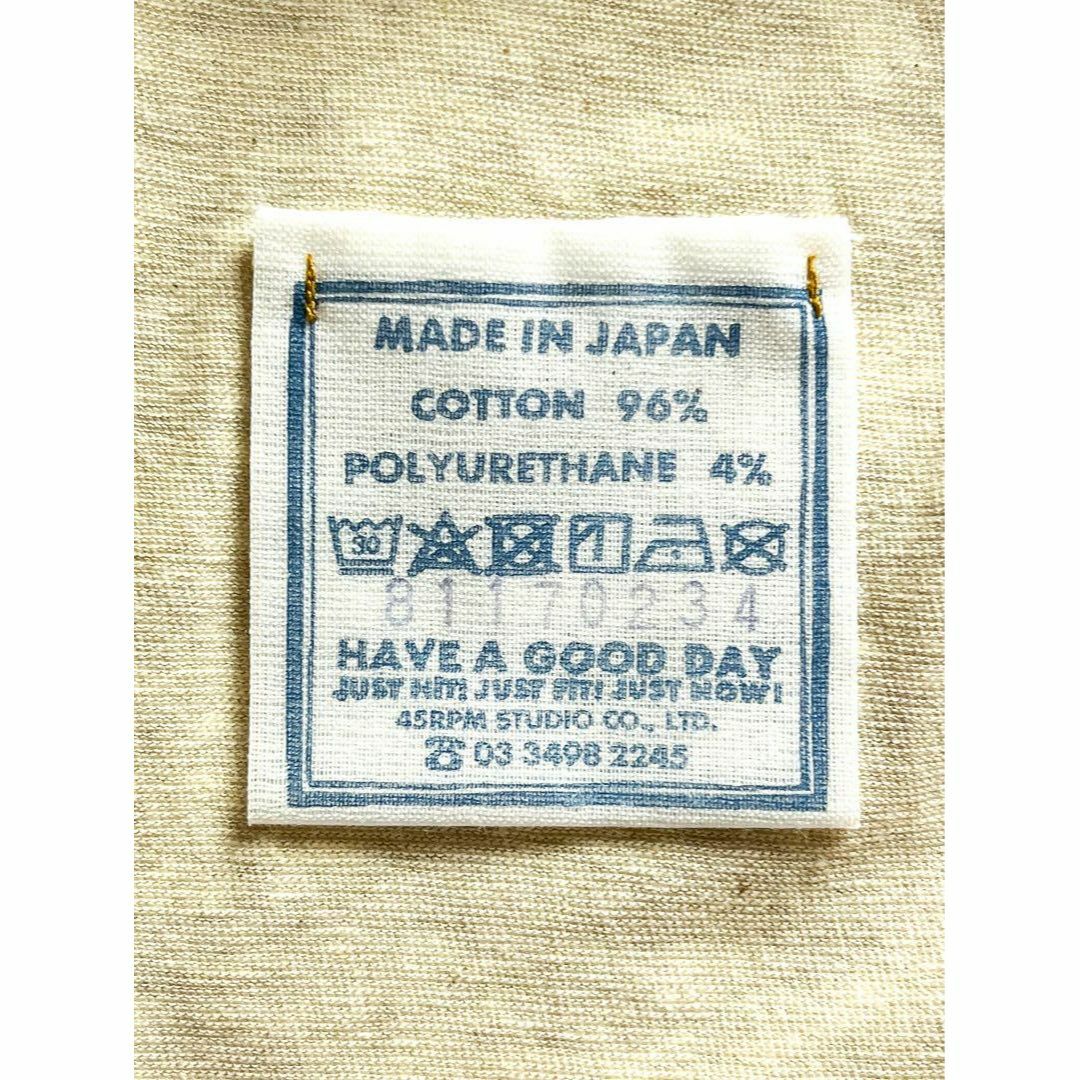 MADE IN JAPAN
COTTON 96%
POLYURETHANE 4%
30
81170234
HAVE A GOOD DAY
JUST HIT! JUST FIT! JUST NOW!
45RPM STUDIO CO., LTD.
☎ 03 3498 2245